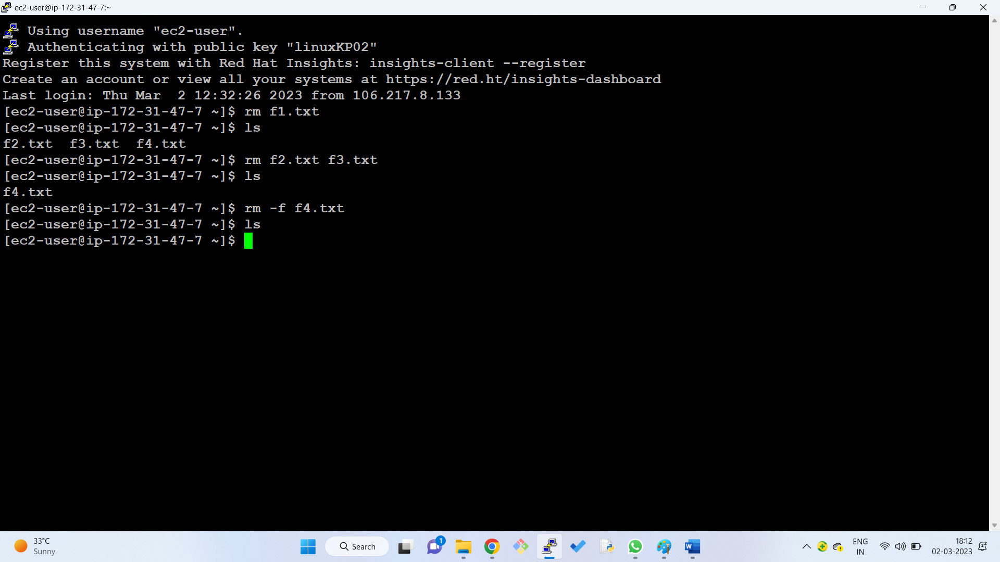 ec2-user@ip-172-31-47-7:~
Using username "ec2-user".
Authenticating with public key "linuxKP02"
Register this system with Red Hat Insights: insights-client --register
Create an account or view all your systems at https://red.ht/insights-dashboard
Last login: Thu Mar  2 12:32:26 2023 from 106.217.8.133
[ec2-user@ip-172-31-47-7 ~]$ rm f1.txt
[ec2-user@ip-172-31-47-7 ~]$ ls
f2.txt  f3.txt  f4.txt
[ec2-user@ip-172-31-47-7 ~]$ rm f2.txt f3.txt
[ec2-user@ip-172-31-47-7 ~]$ ls
f4.txt
[ec2-user@ip-172-31-47-7 ~]$ rm -f f4.txt
[ec2-user@ip-172-31-47-7 ~]$ ls
[ec2-user@ip-172-31-47-7 ~]$
33°C
Sunny
Search
1
W
ENG
IN
18:12
02-03-2023